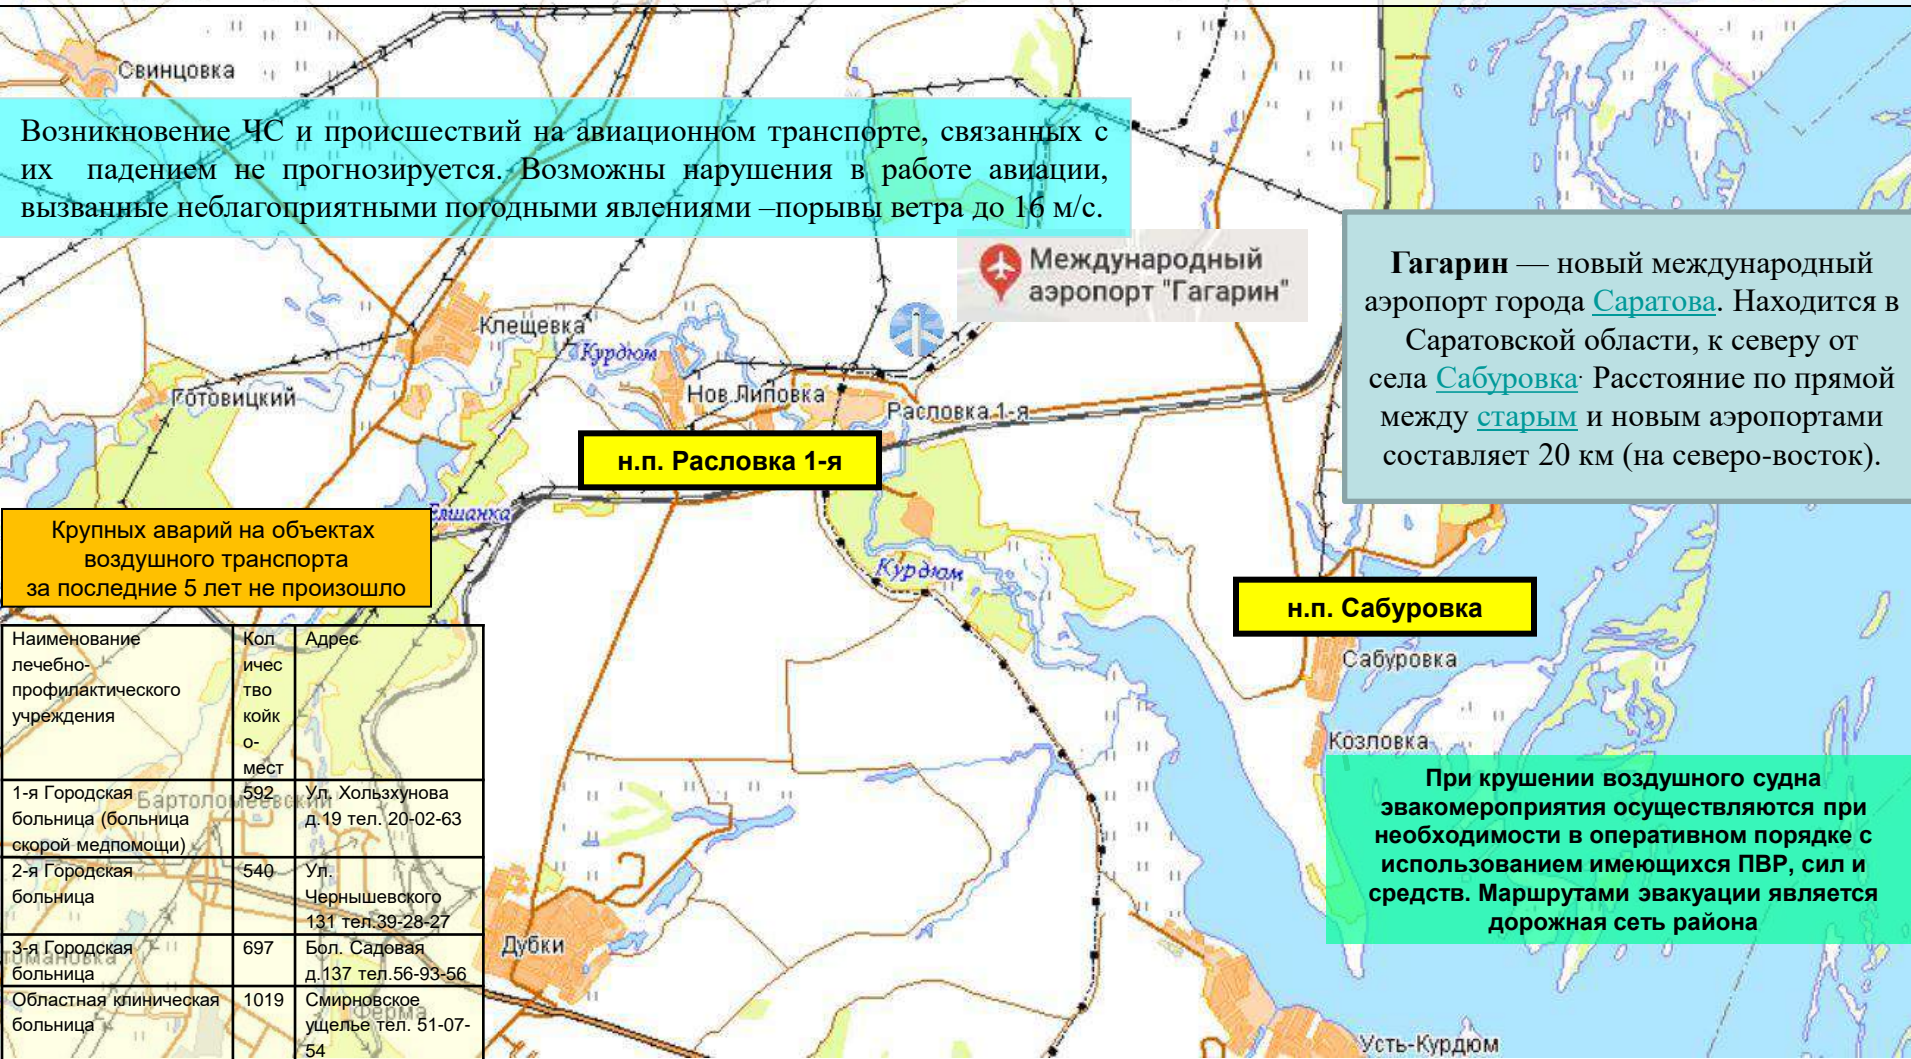 Свинцовка
Возникновение ЧС и происшествий на авиационном транспорте, связанных с
их падением не прогнозируется. Возможны нарушения в работе авиации,
вызванные неблагоприятными погодными явлениями –порывы ветра до 16 м/с.
Международный
аэропорт "Гагарин"
Гагарин — новый международный
аэропорт города Саратова. Находится в
Саратовской области, к северу от
села Сабуровка. Расстояние по прямой
между старым и новым аэропортами
составляет 20 км (на северо-восток).
Клещевка
Курдюм
Готовицкий
Нов.Липовка
Расловка 1-я
н.п. Расловка 1-я
Елшанка
Крупных аварий на объектах
воздушного транспорта
за последние 5 лет не произошло
Курдюм
н.п. Сабуровка
Сабуровка
Козловка
Наименование
лечебно-
профилактического
учреждения
Кол
ичес
тво
койк
о-
мест
Адрес
1-я Городская
больница (больница
скорой медпомощи)
592
Ул. Хользхунова
д.19 тел. 20-02-63
2-я Городская
больница
540
Ул.
Чернышевского
131 тел.39-28-27
3-я Городская
больница
697
Бол. Садовая
д.137 тел.56-93-56
Областная клиническая
больница
1019
Смирновское
ущелье тел. 51-07-
54
Бартоломеевский
Ферма
Дубки
При крушении воздушного судна
эвакомероприятия осуществляются при
необходимости в оперативном порядке с
использованием имеющихся ПВР, сил и
средств. Маршрутами эвакуации является
дорожная сеть района
Усть-Курдюм